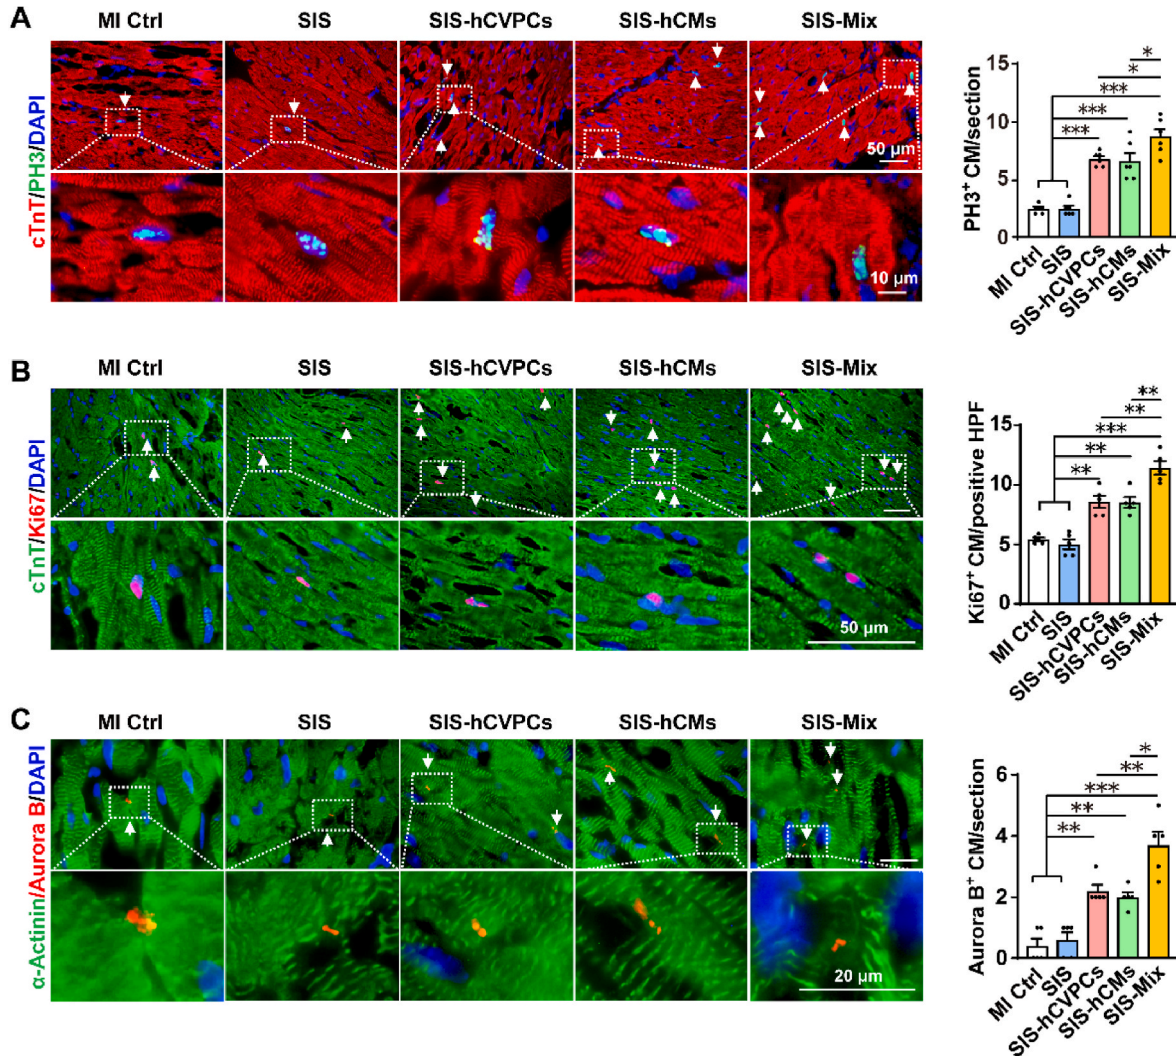 A
MI Ctrl SIS SIS-hCVPCs SIS-hCMs SIS-Mix
cTnT/PH3/DAPI
50 µm
10 µm
PH3+ CM/section
15
10
5
0
* 
*
***
***
***
MI Ctrl
SIS
SIS-hCVPCs
SIS-hCMs
SIS-Mix
B
MI Ctrl SIS SIS-hCVPCs SIS-hCMs SIS-Mix
cTnT/Ki67/DAPI
50 µm
Ki67+ CM/positive HPF
15
10
5
0
**
**
***
**
**
MI Ctrl
SIS
SIS-hCVPCs
SIS-hCMs
SIS-Mix
C
MI Ctrl SIS SIS-hCVPCs SIS-hCMs SIS-Mix
α-Actinin/Aurora B/DAPI
20 µm
Aurora B+ CM/section
6
4
2
0
*
**
***
**
**
MI Ctrl
SIS
SIS-hCVPCs
SIS-hCMs
SIS-Mix